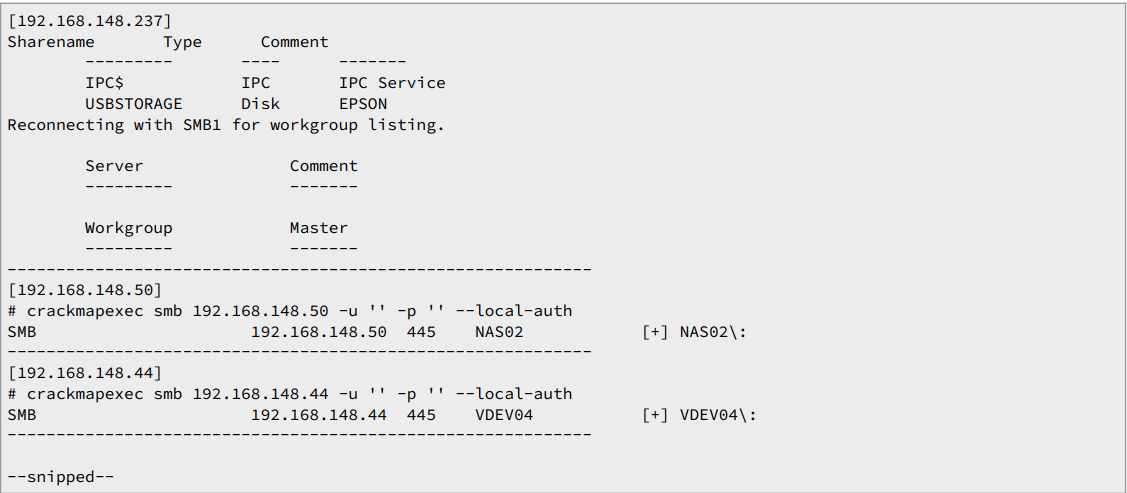 [192.168.148.237]
Sharename       Type      Comment
        ---------       ----      -------
        IPC$            IPC       IPC Service
        USBSTORAGE      Disk      EPSON
Reconnecting with SMB1 for workgroup listing.

        Server               Comment
        ---------            -------

        Workgroup            Master
        ---------            -------
------------------------------------------------------------
[192.168.148.50]
# crackmapexec smb 192.168.148.50 -u '' -p '' --local-auth
SMB                      192.168.148.50  445    NAS02            [+] NAS02\:
------------------------------------------------------------
[192.168.148.44]
# crackmapexec smb 192.168.148.44 -u '' -p '' --local-auth
SMB                      192.168.148.44  445    VDEV04           [+] VDEV04\:
------------------------------------------------------------

--snipped--